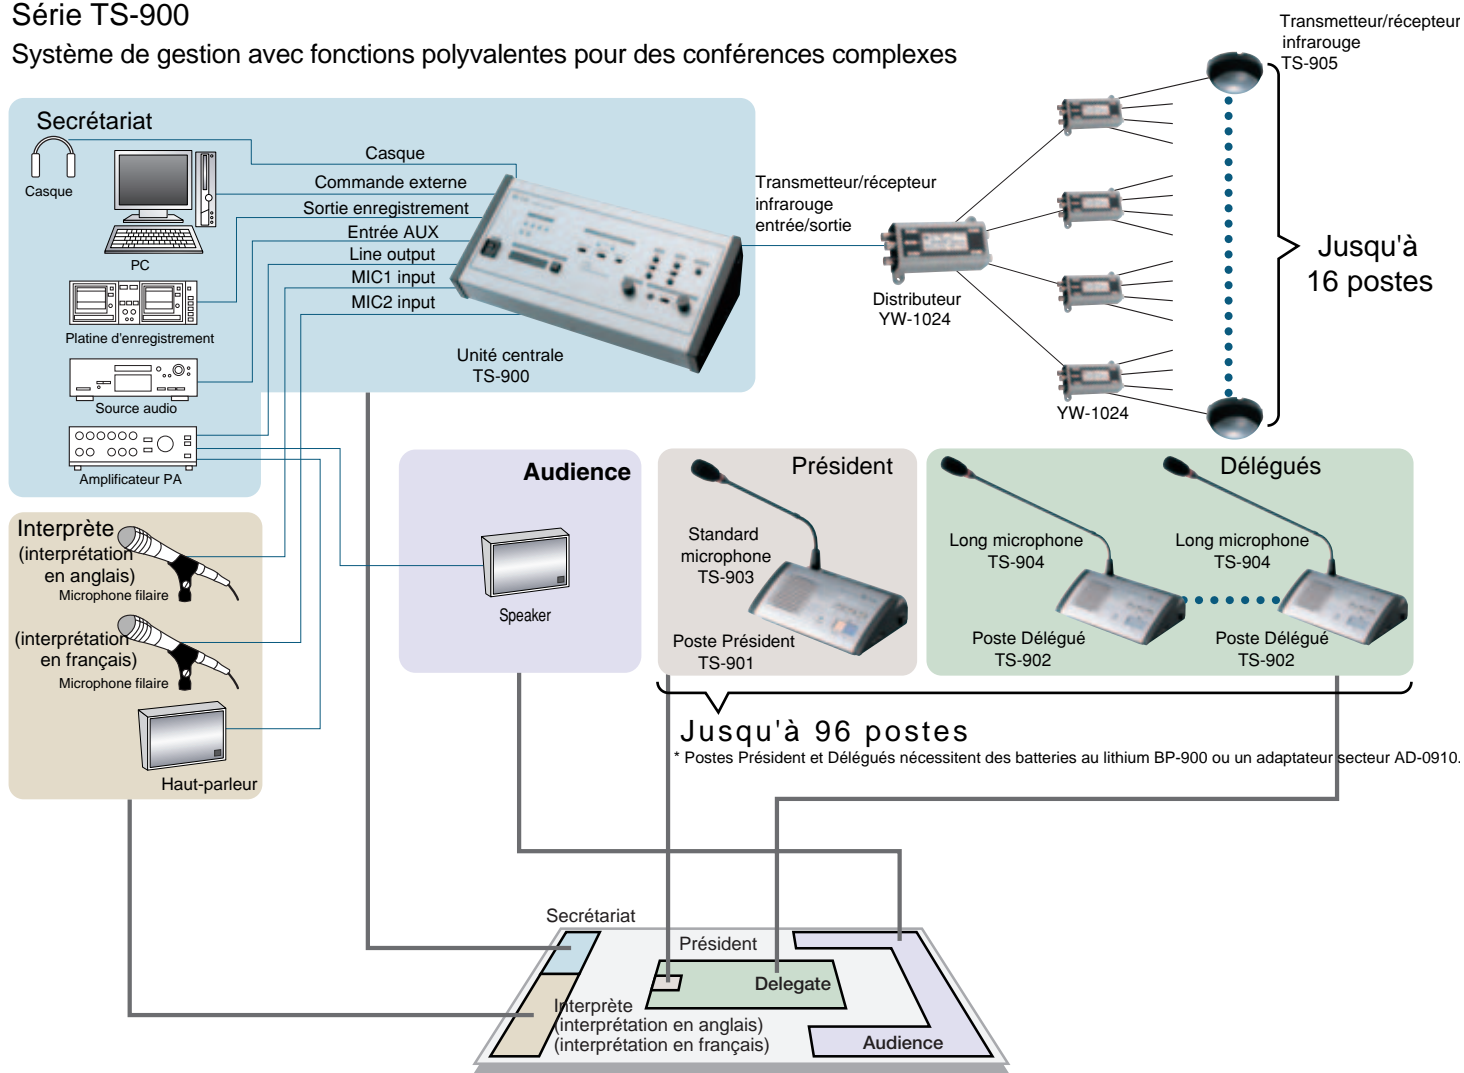 Série TS-900
Système de gestion avec fonctions polyvalentes pour des conférences complexes
Transmetteur/récepteur
infrarouge
TS-905
Secrétariat
Casque
PC
Platine d'enregistrement
Source audio
Amplificateur PA
Casque
Commande externe
Sortie enregistrement
Entrée AUX
Line output
MIC1 input
MIC2 input
Unité centrale
TS-900
Transmetteur/récepteur
infrarouge
entrée/sortie
Distributeur
YW-1024
YW-1024
Jusqu'à
16 postes
Interprète
(interprétation
en anglais)
Microphone filaire
(interprétation
en français)
Microphone filaire
Haut-parleur
Audience
Speaker
Président
Standard
microphone
TS-903
Poste Président
TS-901
Délégués
Long microphone
TS-904
Long microphone
TS-904
Poste Délégué
TS-902
Poste Délégué
TS-902
Jusqu'à 96 postes
* Postes Président et Délégués nécessitent des batteries au lithium BP-900 ou un adaptateur secteur AD-0910.
Secrétariat
Président
Delegate
Interprète
(interprétation en anglais)
(interprétation en français)
Audience